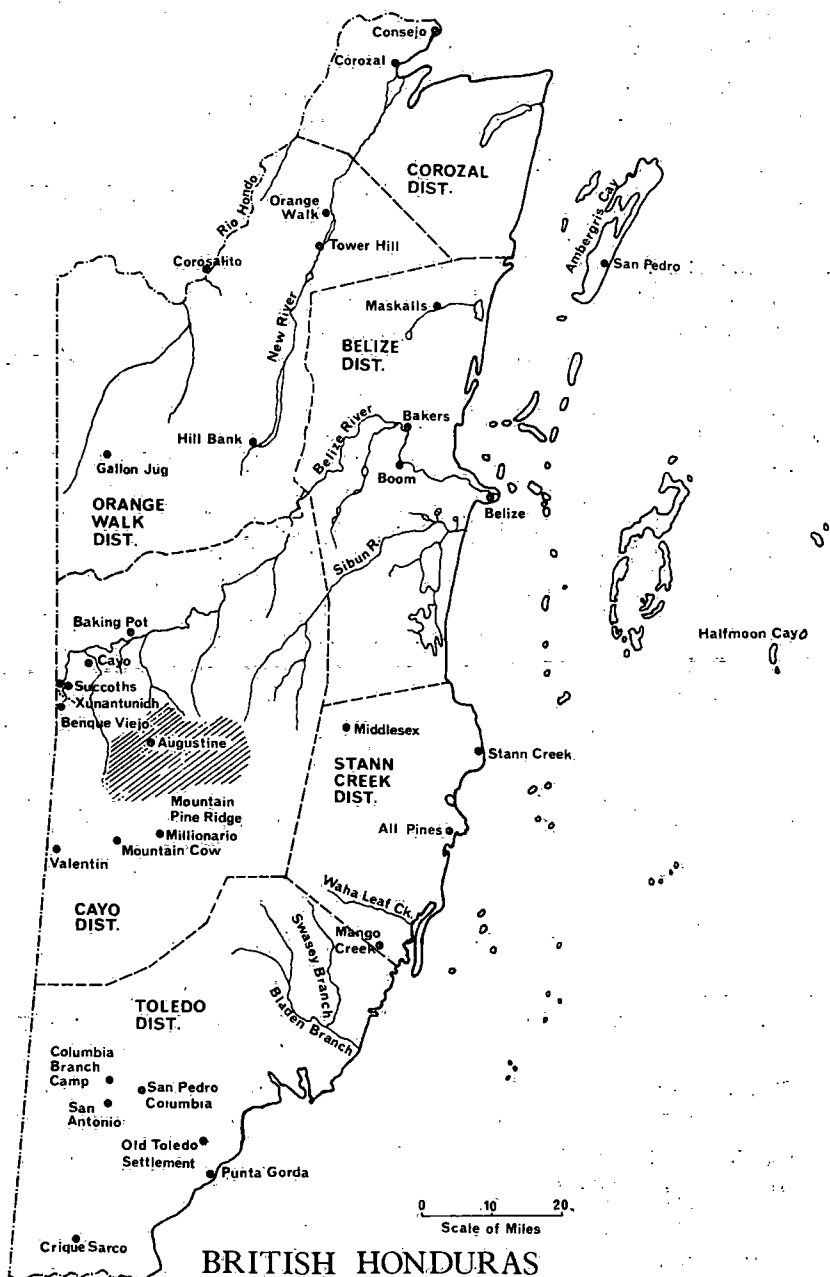 Consejo
Corozal
COROZAL
DIST.
Rio Hondo
Orange
Walk
Tower Hill
Ambergris Cay
San Pedro
Corosalito
New River
Maskalls
BELIZE
DIST.
Belize River
Bakers
Hill Bank
Gallon Jug
Boom
Belize
ORANGE
WALK
DIST.
Sibun R.
Baking Pot
Halfmoon Cay
Cayo
Succoths
Xunantunidh
Benque Viejo
Augustine
Middlesex
Stann Creek
STANN
CREEK
DIST.
Mountain
Pine Ridge
All Pines
Millionario
Mountain Cow
Valentin
Waha Leaf Ck.
CAYO
DIST.
Swasey Branch
Mango
Creek
TOLEDO
DIST.
Bladen Branch
Columbia
Branch
Camp
San Pedro
Columbia
San
Antonio
Old Toledo
Settlement
Punta Gorda
0 10 20
Scale of Miles
Crique Sarco
BRITISH HONDURAS